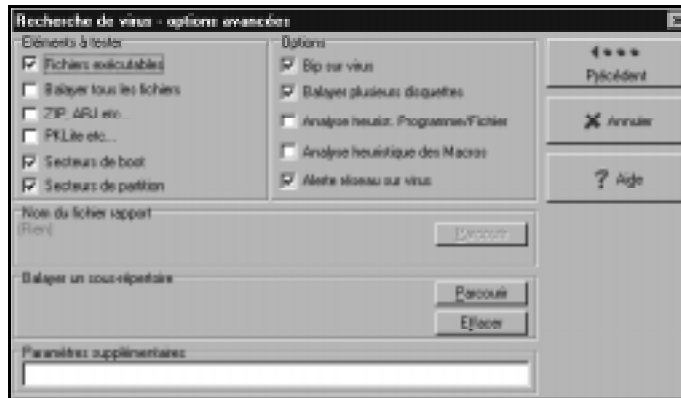 Recherche de virus - options avancées
Eléments à tester
Fichiers exécutables
Balayer tous les fichiers
ZIP, ARJ etc...
PKLite etc...
Secteurs de boot
Secteurs de partition
Options
Bip sur virus
Balayer plusieurs disquettes
Analyse heurist. Programme/Fichier
Analyse heuristique des Macros
Alerte réseau sur virus
Précédent
Annuler
? Aide
Nom du fichier rapport
(Rien)
Parcourir
Balayer un sous-répertoire
Parcourir
Effacer
Paramètres supplémentaires